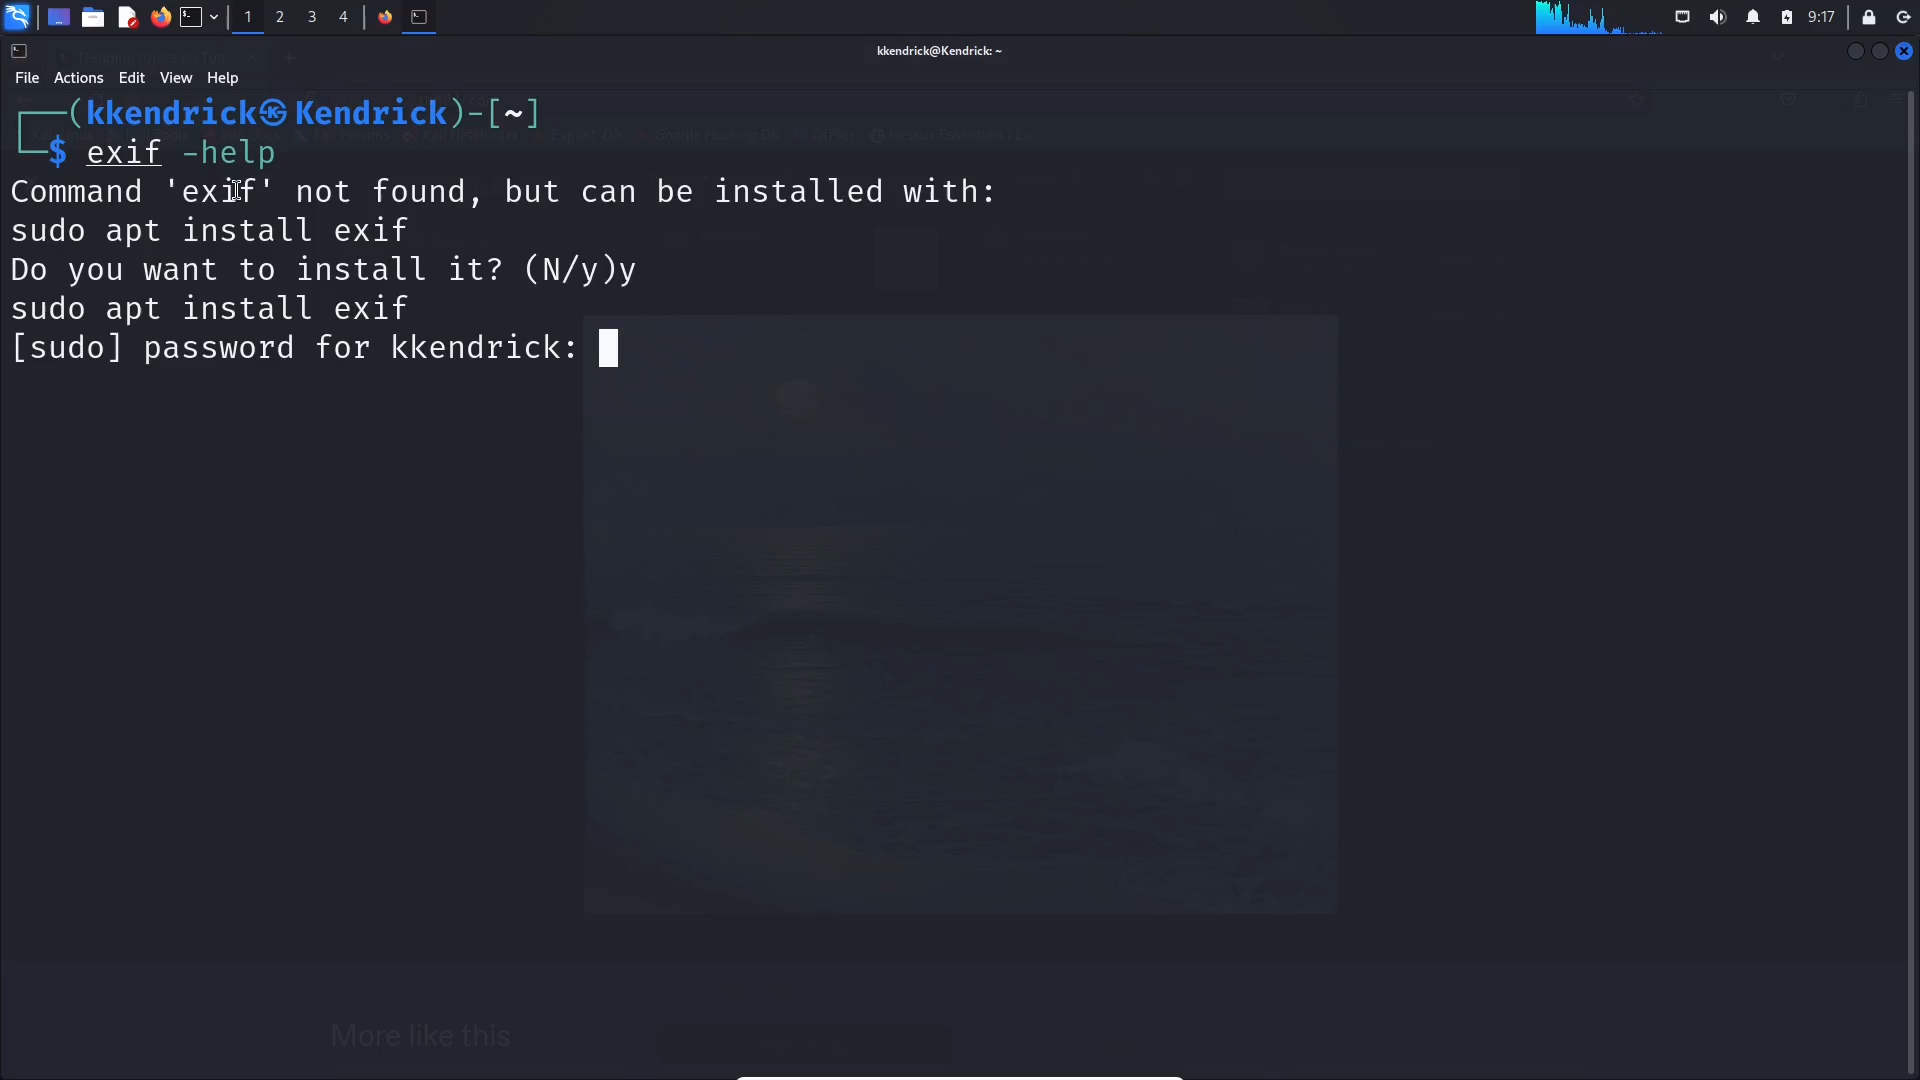 1 2 3 4 9:17
kkendrick@Kendrick: ~
File Actions Edit View Help
┌──(kkendrick㉿Kendrick)-[~]
└─$ exif -help
Command 'exif' not found, but can be installed with:
sudo apt install exif
Do you want to install it? (N/y)y
sudo apt install exif
[sudo] password for kkendrick:
More like this